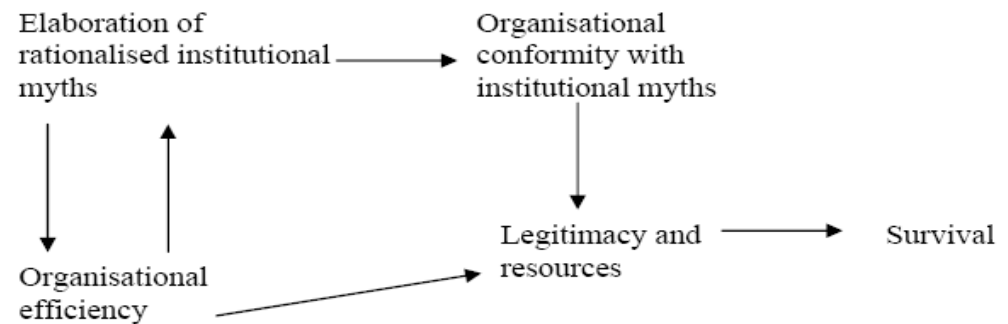 Elaboration of
rationalised institutional
myths
Organisational
conformity with
institutional myths
Legitimacy and
resources
Survival
Organisational
efficiency